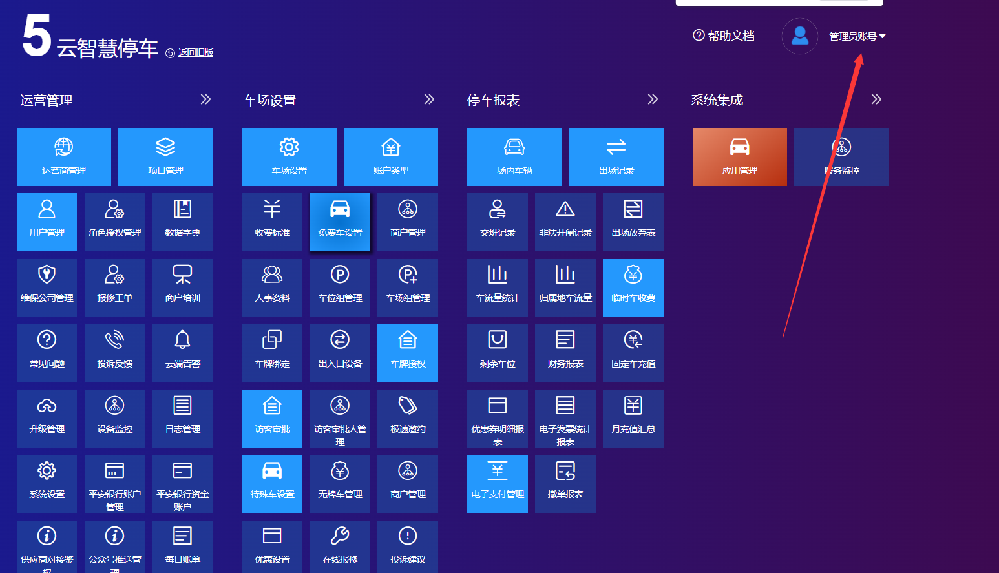 5 云智慧停车 返回旧版
帮助文档
管理员账号
运营管理
车场设置
停车报表
系统集成
运营商管理
项目管理
车场设置
账户类型
场内车辆
出场记录
应用管理
服务监控
用户管理
角色授权管理
数据字典
收费标准
免费车设置
商户管理
交班记录
非法开闸记录
出场放弃表
维保公司管理
报修工单
商户培训
人事资料
车位组管理
车场组管理
车流量统计
归属地车流量
临时车收费
常见问题
投诉反馈
云端告警
车牌绑定
出入口设备
车牌授权
剩余车位
财务报表
固定车充值
升级管理
设备监控
日志管理
访客审批
访客审批人管
理
极速邀约
优惠券明细报
表
电子发票统计
报表
月充值汇总
系统设置
平安银行账户
管理
平安银行资金
账户
特殊车设置
无牌车管理
商户管理
电子支付管理
撤单报表
供应商对接鉴
权
公众号推送管
理
每日账单
优惠设置
在线报修
投诉建议